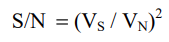 S/N = (V_S / V_N)^2